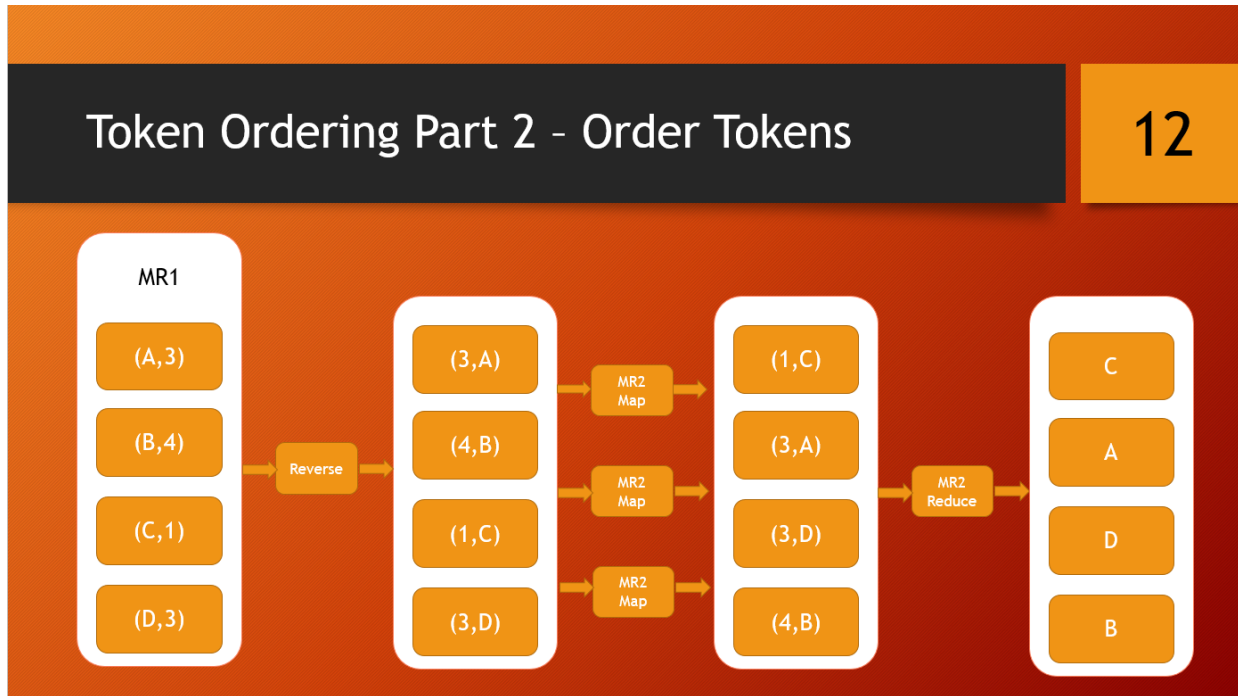 Token Ordering Part 2 – Order Tokens
12
MR1
(A,3)
(B,4)
(C,1)
(D,3)
Reverse
(3,A)
(4,B)
(1,C)
(3,D)
MR2
Map
MR2
Map
MR2
Map
(1,C)
(3,A)
(3,D)
(4,B)
MR2
Reduce
C
A
D
B